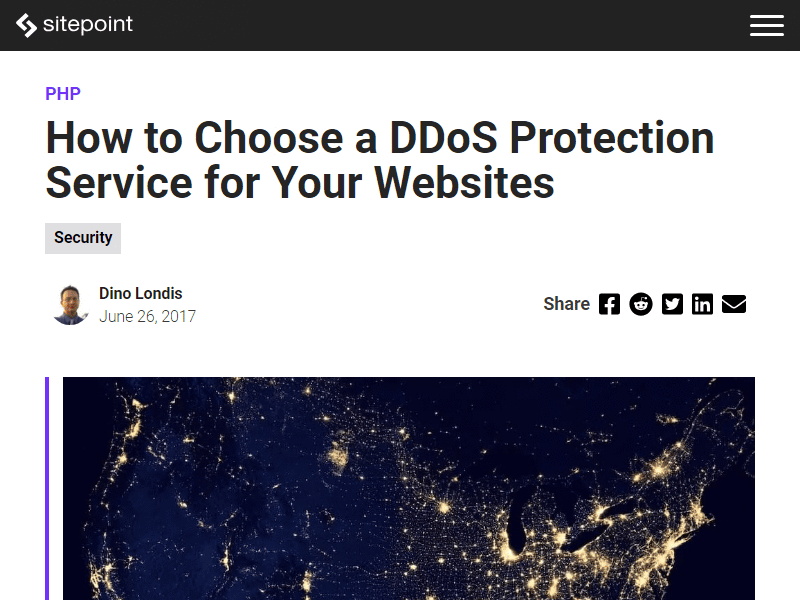 sitepoint
PHP
How to Choose a DDoS Protection
Service for Your Websites
Security
Dino Londis
June 26, 2017
Share